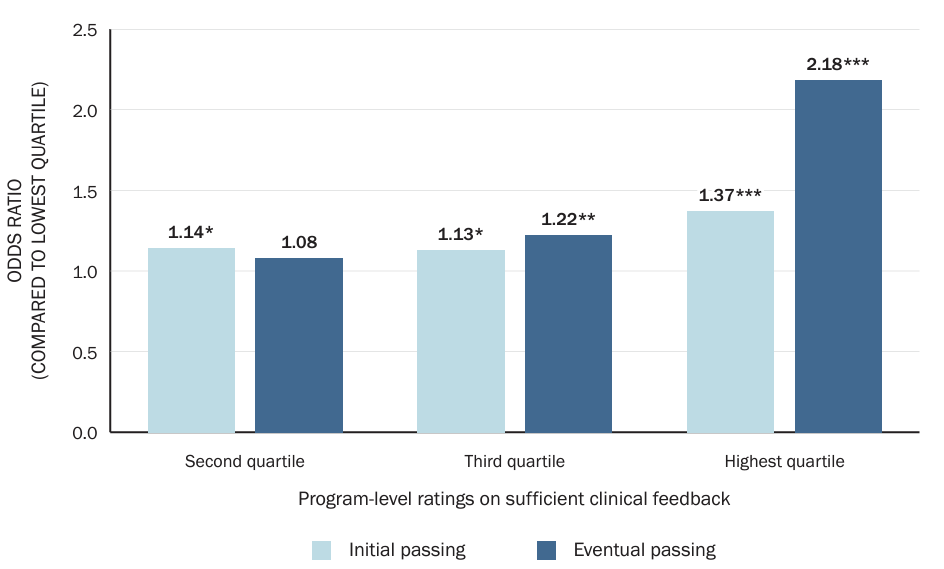 2.5
2.0
1.5
1.0
0.5
0.0
ODDS RATIO
(COMPARED TO LOWEST QUARTILE)
1.14*
1.08
1.13*
1.22**
1.37***
2.18***
Second quartile
Third quartile
Highest quartile
Program-level ratings on sufficient clinical feedback
Initial passing
Eventual passing